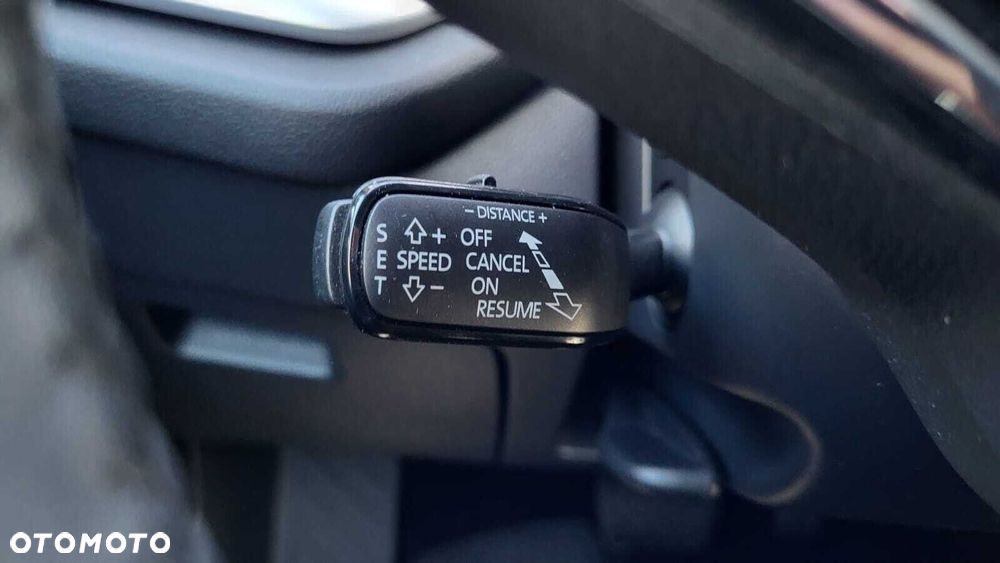 - DISTANCE +
S + OFF
E SPEED CANCEL
T - ON
RESUME
OTOMOTO